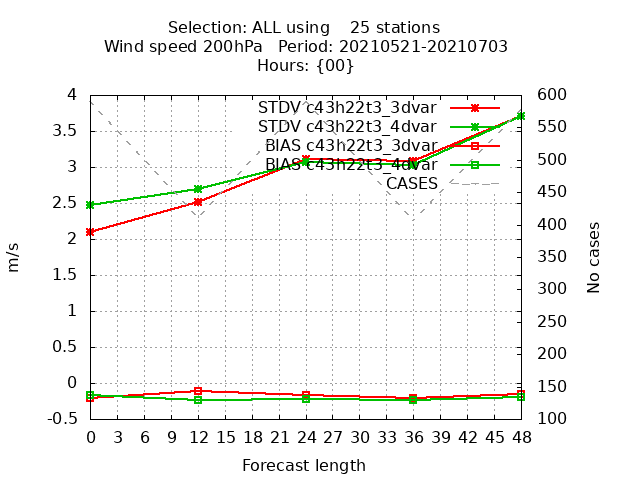 Selection: ALL using    25 stations
Wind speed 200hPa   Period: 20210521-20210703
Hours: {00}
4 600
STDV c43h22t3_3dvar
3.5 STDV c43h22t3_4dvar 550
BIAS c43h22t3_3dvar
3 BIAS c43h22t3_4dvar 500
CASES
2.5 450
2 400
1.5 350
1 300
0.5 250
0 200
-0.5 150
100
m/s
No cases
0 3 6 9 12 15 18 21 24 27 30 33 36 39 42 45 48
Forecast length